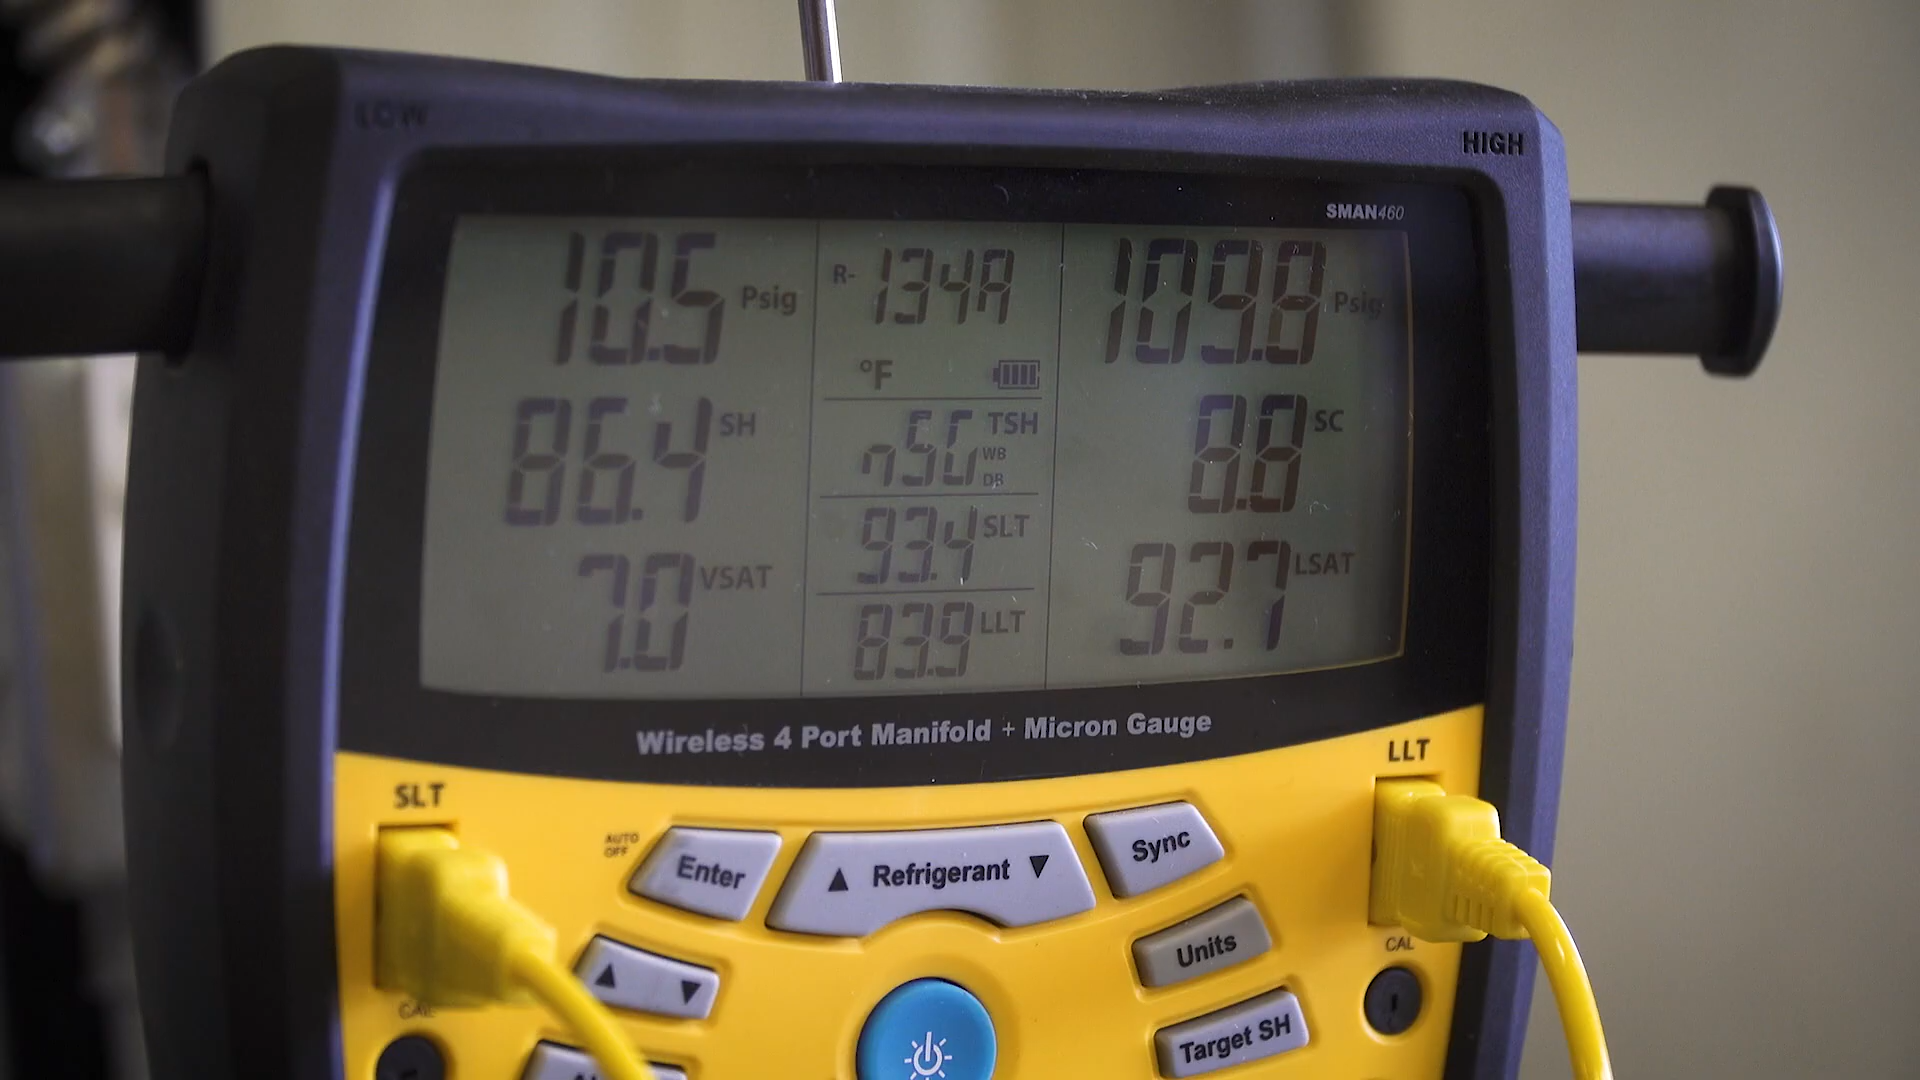 LOW
HIGH
SMAN460
10.5 Psig
R- 134A
109.8 Psig
°F
86.4 SH
TSH
WB
DB
8.8 SC
93.4 SLT
7.0 VSAT
92.7 LSAT
83.9 LLT
Wireless 4 Port Manifold + Micron Gauge
SLT
LLT
AUTO
OFF
Enter
▲ Refrigerant ▼
Sync
▲ ▼
Units
CAL
CAL
Target SH